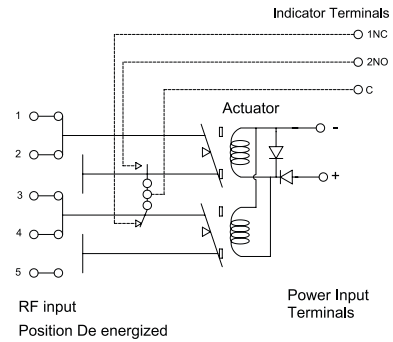 Indicator Terminals
1NC
2NO
C
Actuator
1
2
3
4
5
-
+
RF input
Position De energized
Power Input
Terminals